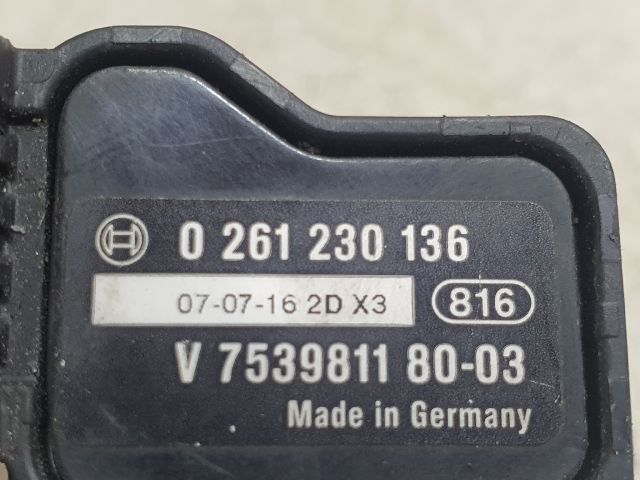 0 261 230 136
07-07-16 2D X3 816
V 7539811 80-03
Made in Germany